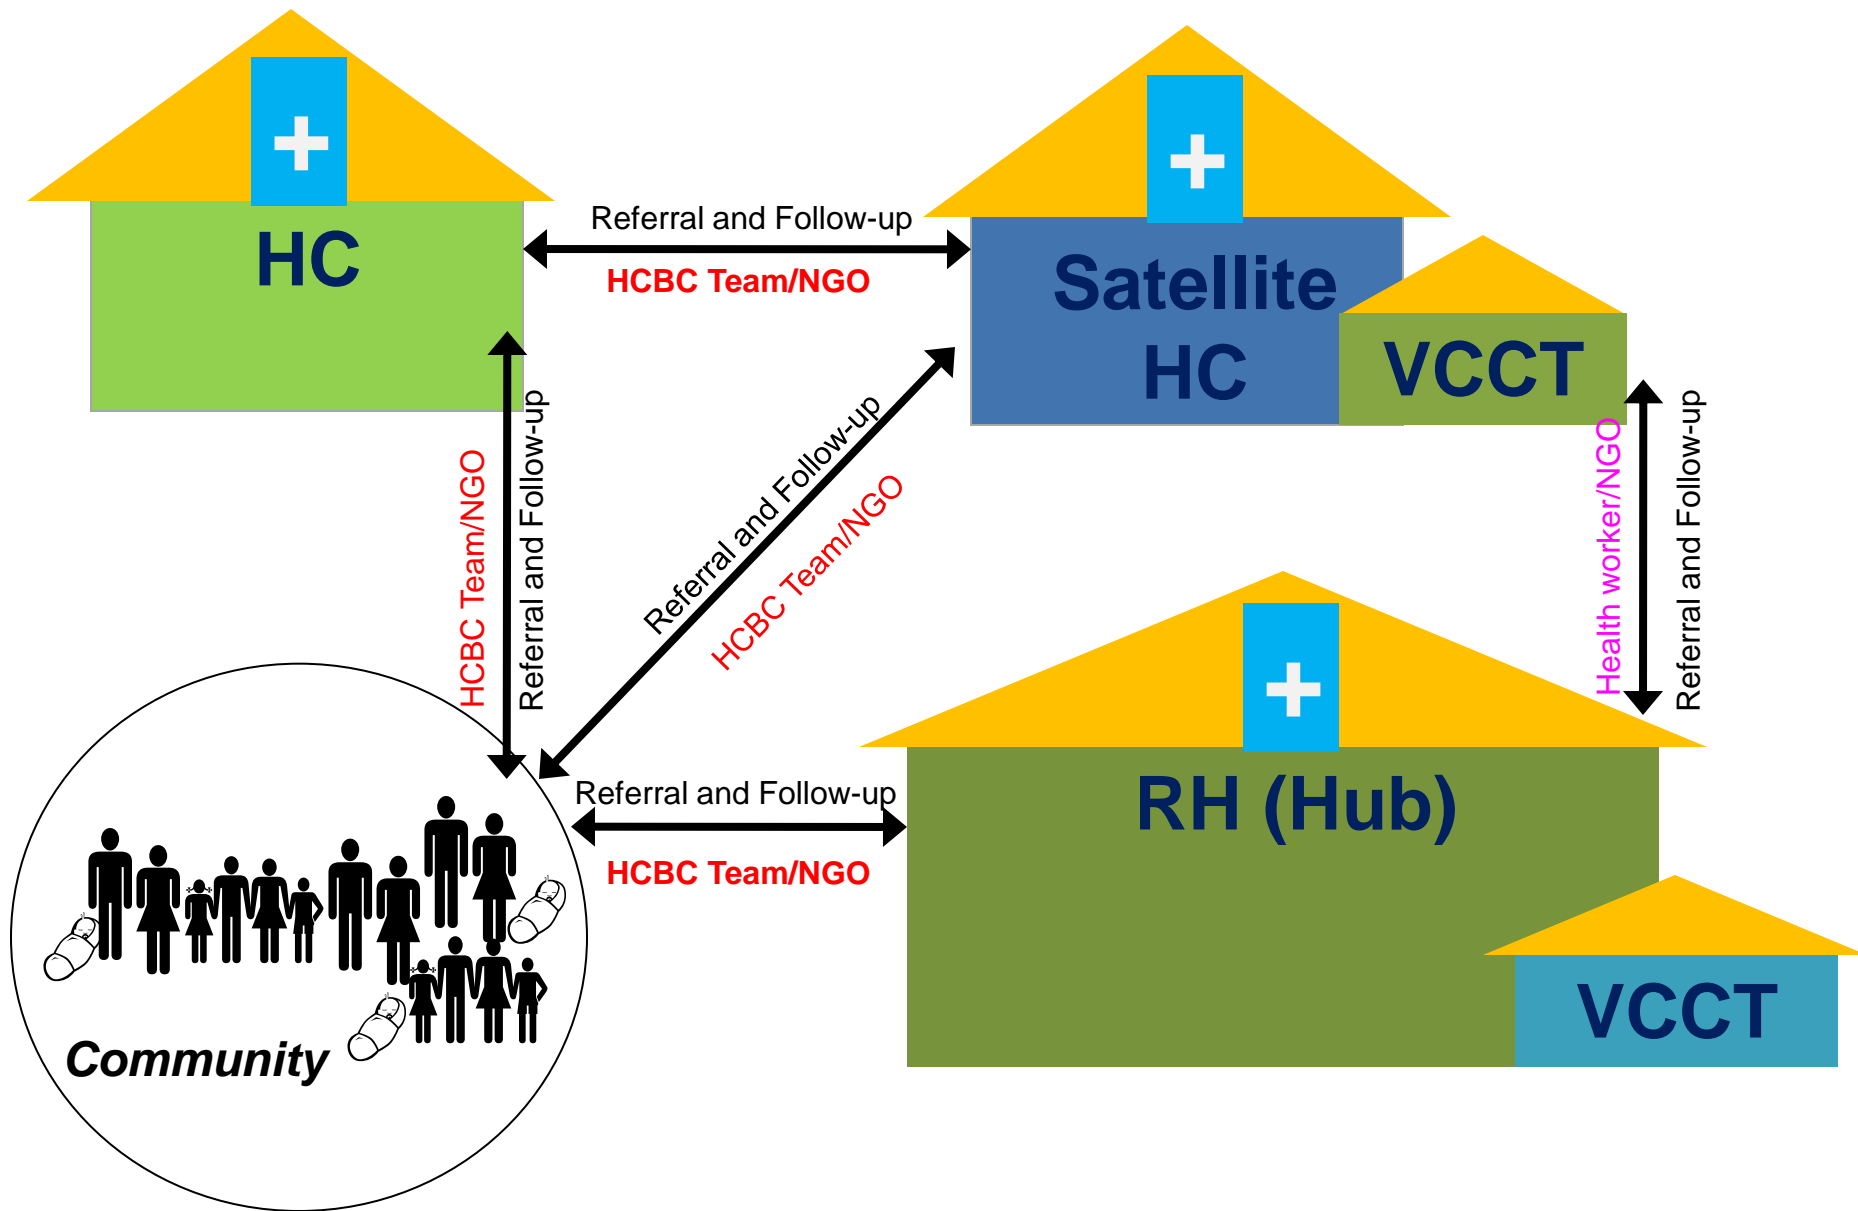 HC
Referral and Follow-up
HCBC Team/NGO
Satellite
HC
VCCT
HCBC Team/NGO
Referral and Follow-up
Referral and Follow-up
HCBC Team/NGO
Health worker/NGO
Referral and Follow-up
Referral and Follow-up
HCBC Team/NGO
RH (Hub)
VCCT
Community